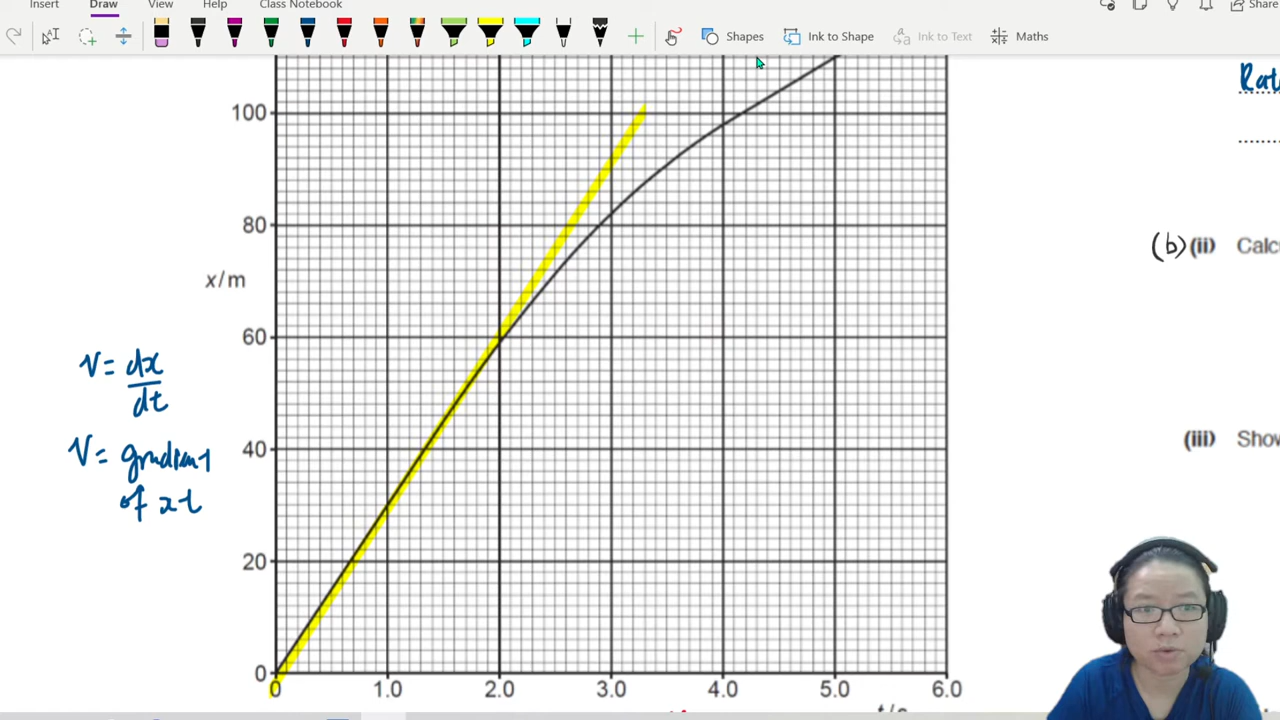 Insert Draw View Help Class Notebook Share
Shapes Ink to Shape Ink to Text Maths
100
80
x/m
60
40
20
0
0 1.0 2.0 3.0 4.0 5.0 6.0
v = dx
dt
v = gradient
of xt
(b) (ii)
(iii)